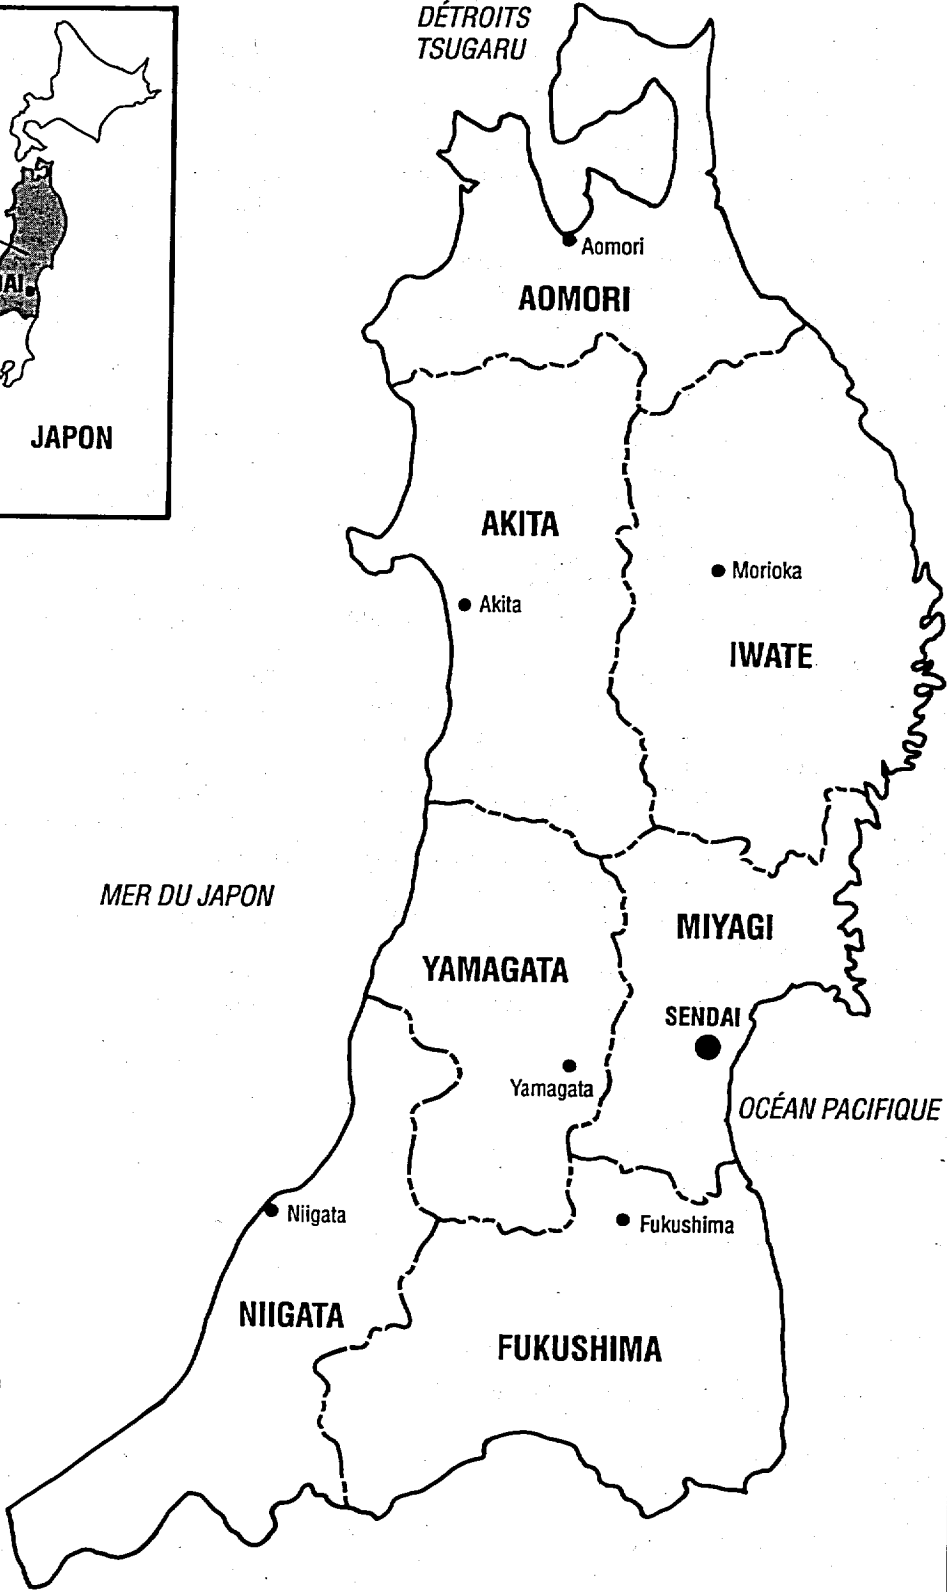 DÉTROITS
TSUGARU
JAPON
Aomori
AOMORI
AKITA
Morioka
Akita
IWATE
MER DU JAPON
MIYAGI
YAMAGATA
SENDAI
Yamagata
OCÉAN PACIFIQUE
Niigata
Fukushima
NIIGATA
FUKUSHIMA